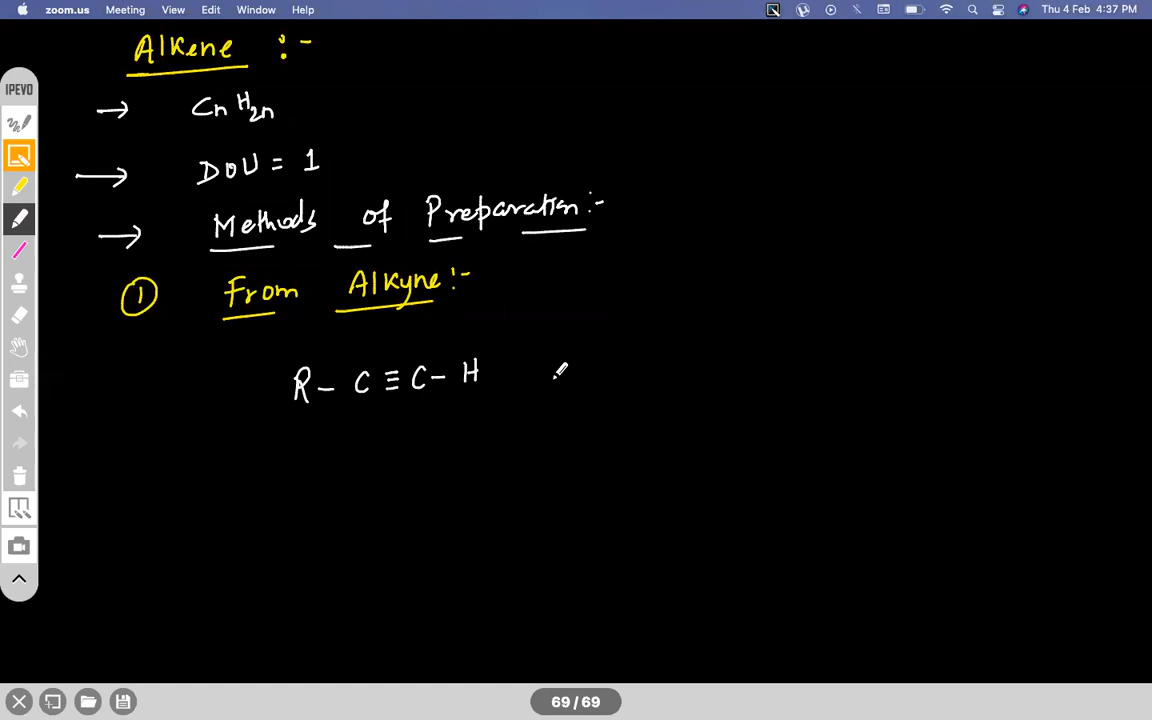 zoom.us Meeting View Edit Window Help Thu 4 Feb 4:37 PM
IPEVO
Alkene :-
→ CnH2n
→ DOU = 1
→ Methods of Preparation :-
① From Alkyne :-
R – C ≡ C – H
69 / 69